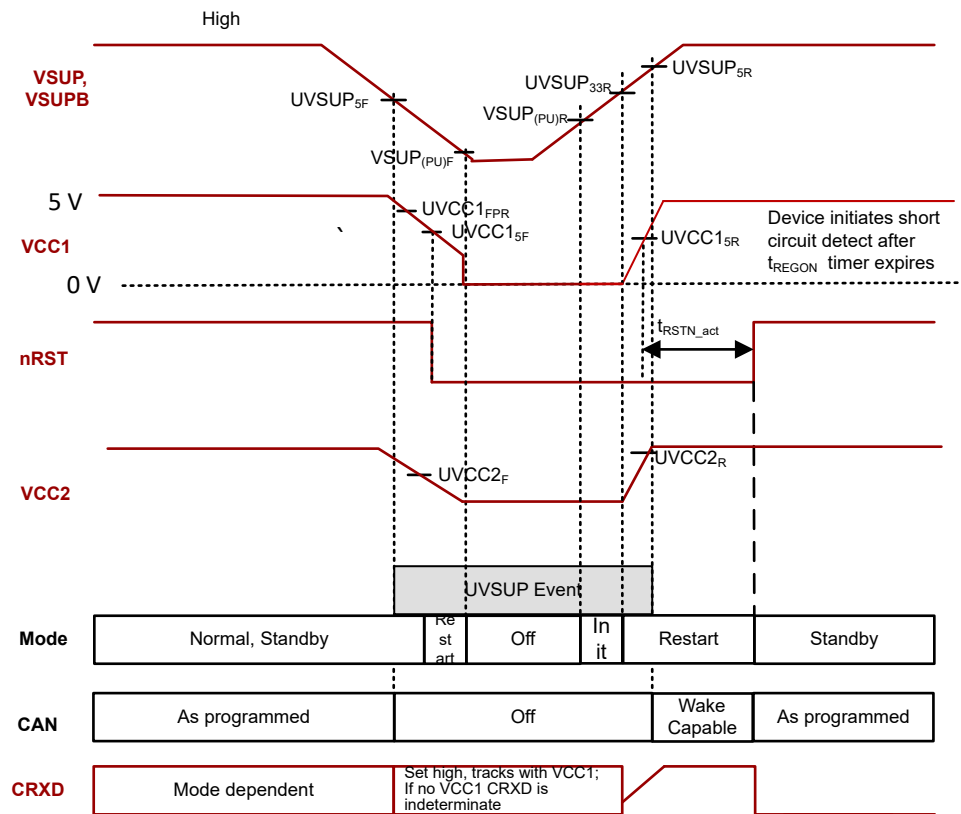 High
VSUP,
VSUPB
UVSUP5F
VSUP(PU)F
VSUP(PU)R
UVSUP33R
UVSUP5R
5 V
VCC1
0 V
UVCC1FPR
UVCC15F
`
UVCC15R
Device initiates short
circuit detect after
tREGON timer expires
nRST
tRSTN_act
VCC2
UVCC2F
UVCC2R
UVSUP Event
Mode
Normal, Standby
Re
st
art
Off
In
it
Restart
Standby
CAN
As programmed
Off
Wake
Capable
As programmed
CRXD
Mode dependent
Set high, tracks with VCC1;
If no VCC1 CRXD is
indeterminate